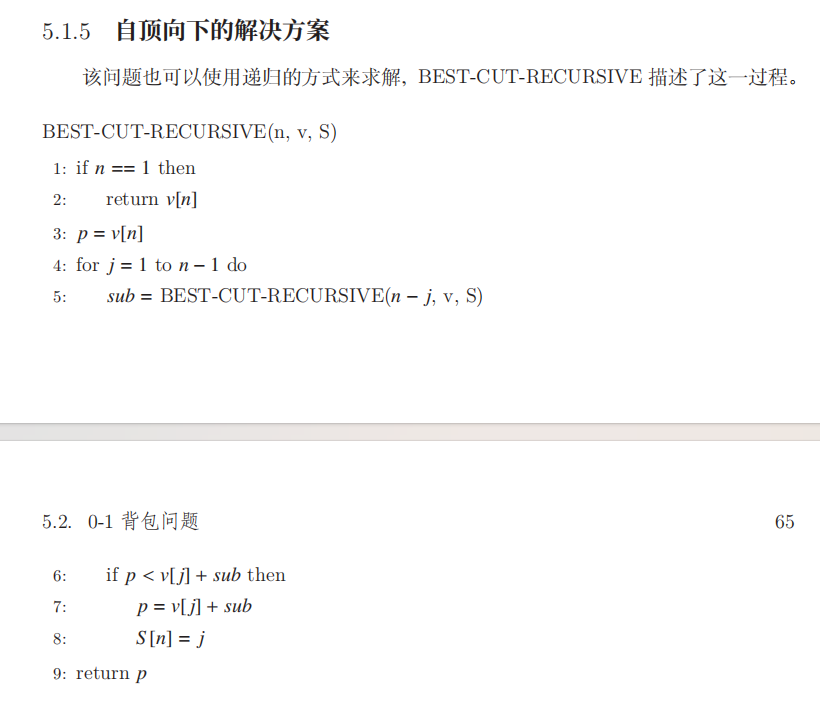 5.1.5 自顶向下的解决方案
该问题也可以使用递归的方式来求解, BEST-CUT-RECURSIVE 描述了这一过程。
BEST-CUT-RECURSIVE(n, v, S)
1: if n == 1 then
2: return v[n]
3: p = v[n]
4: for j = 1 to n − 1 do
5: sub = BEST-CUT-RECURSIVE(n − j, v, S)
5.2. 0-1 背包问题 65
6: if p < v[j] + sub then
7: p = v[j] + sub
8: S[n] = j
9: return p